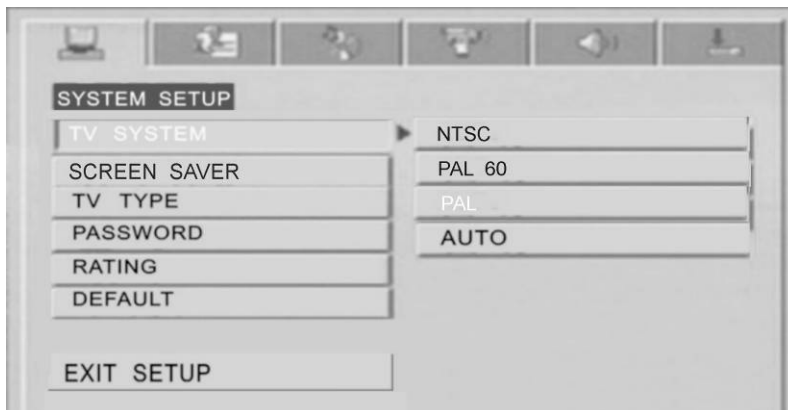 SYSTEM SETUP
TV SYSTEM
SCREEN SAVER
TV TYPE
PASSWORD
RATING
DEFAULT
EXIT SETUP
NTSC
PAL 60
PAL
AUTO